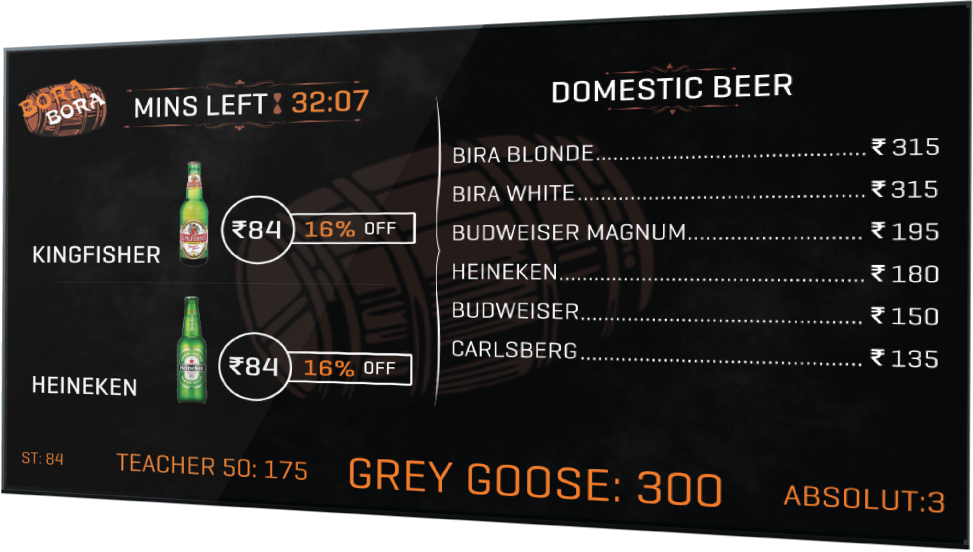 BORA
BORA
MINS LEFT 32:07
KINGFISHER
₹84
16% OFF
HEINEKEN
Heineken
₹84
16% OFF
DOMESTIC BEER
BIRA BLONDE ₹ 315
BIRA WHITE ₹ 315
BUDWEISER MAGNUM ₹ 195
HEINEKEN ₹ 180
BUDWEISER ₹ 150
CARLSBERG ₹ 135
ST: 84 TEACHER 50: 175 GREY GOOSE: 300 ABSOLUT:3